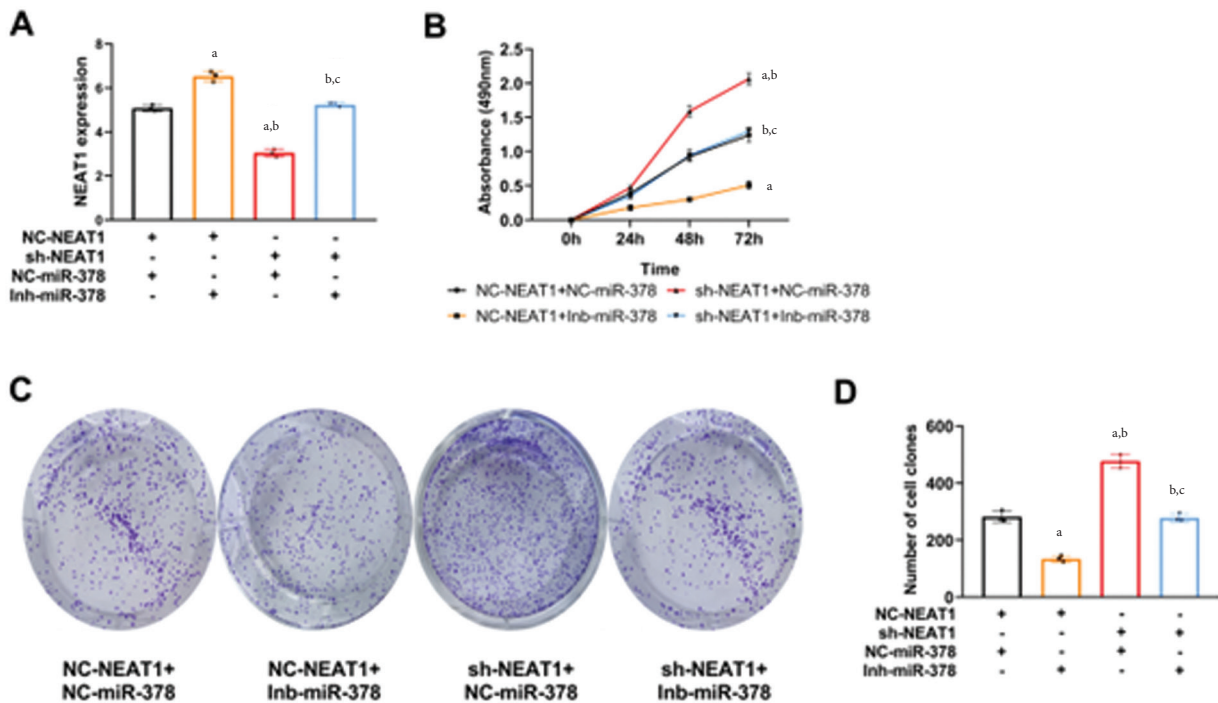 A
NEAT1 expression
8
6
4
2
0
a
a,b
b,c
NC-NEAT1 + + - -
sh-NEAT1 - - + +
NC-miR-378 + - + -
Inh-miR-378 - + - +
B
Absorbance (490nm)
2.5
2.0
1.5
1.0
0.5
0.0
a,b
b,c
a
0h 24h 48h 72h
Time
NC-NEAT1+NC-miR-378 sh-NEAT1+NC-miR-378
NC-NEAT1+Inb-miR-378 sh-NEAT1+Inb-miR-378
C
NC-NEAT1+ NC-NEAT1+ sh-NEAT1+ sh-NEAT1+
NC-miR-378 Inb-miR-378 NC-miR-378 Inb-miR-378
D
Number of cell clones
600
400
200
0
a
a,b
b,c
NC-NEAT1 + + - -
sh-NEAT1 - - + +
NC-miR-378 + - + -
Inh-miR-378 - + - +